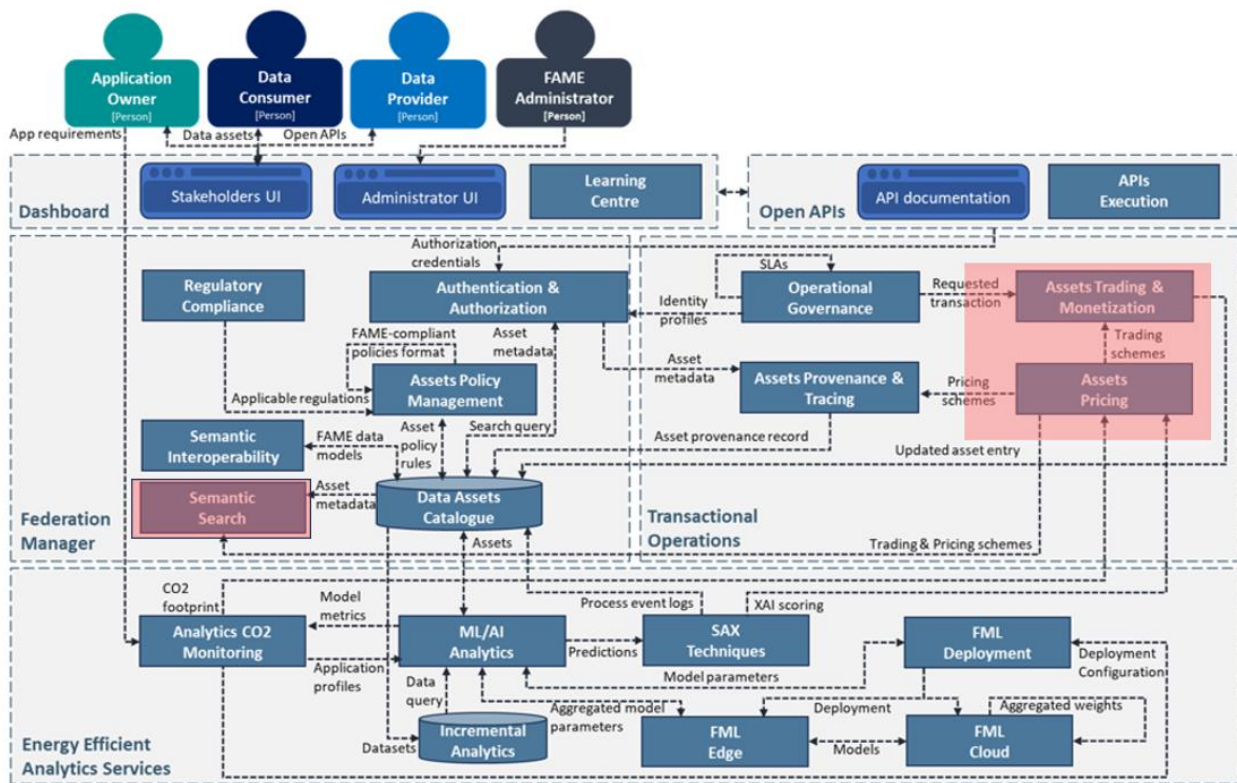 Application
Owner
[Person]
Data
Consumer
[Person]
Data
Provider
[Person]
FAME
Administrator
[Person]
App requirements
Data assets
Open APIs
Dashboard
Stakeholders UI
Administrator UI
Learning
Centre
Open APIs
API documentation
APIs
Execution
Federation
Manager
Authorization
credentials
Regulatory
Compliance
Authentication &
Authorization
FAME-compliant
policies format
Asset
metadata
Applicable regulations
Assets Policy
Management
Semantic
Interoperability
FAME data
models
Asset
policy
rules
Search query
Semantic
Search
Asset
metadata
Data Assets
Catalogue
Assets
Transactional
Operations
SLAs
Identity
profiles
Operational
Governance
Requested
transaction
Assets Trading &
Monetization
Trading
schemes
Asset
metadata
Assets Provenance &
Tracing
Pricing
schemes
Assets
Pricing
Asset provenance record
Updated asset entry
Trading & Pricing schemes
Energy Efficient
Analytics Services
CO2
footprint
Model
metrics
Process event logs
XAI scoring
Analytics CO2
Monitoring
Application
profiles
ML/AI
Analytics
Predictions
SAX
Techniques
FML
Deployment
Deployment
Configuration
Model parameters
Data
query
Datasets
Incremental
Analytics
Aggregated model
parameters
Deployment
Aggregated weights
FML
Edge
Models
FML
Cloud